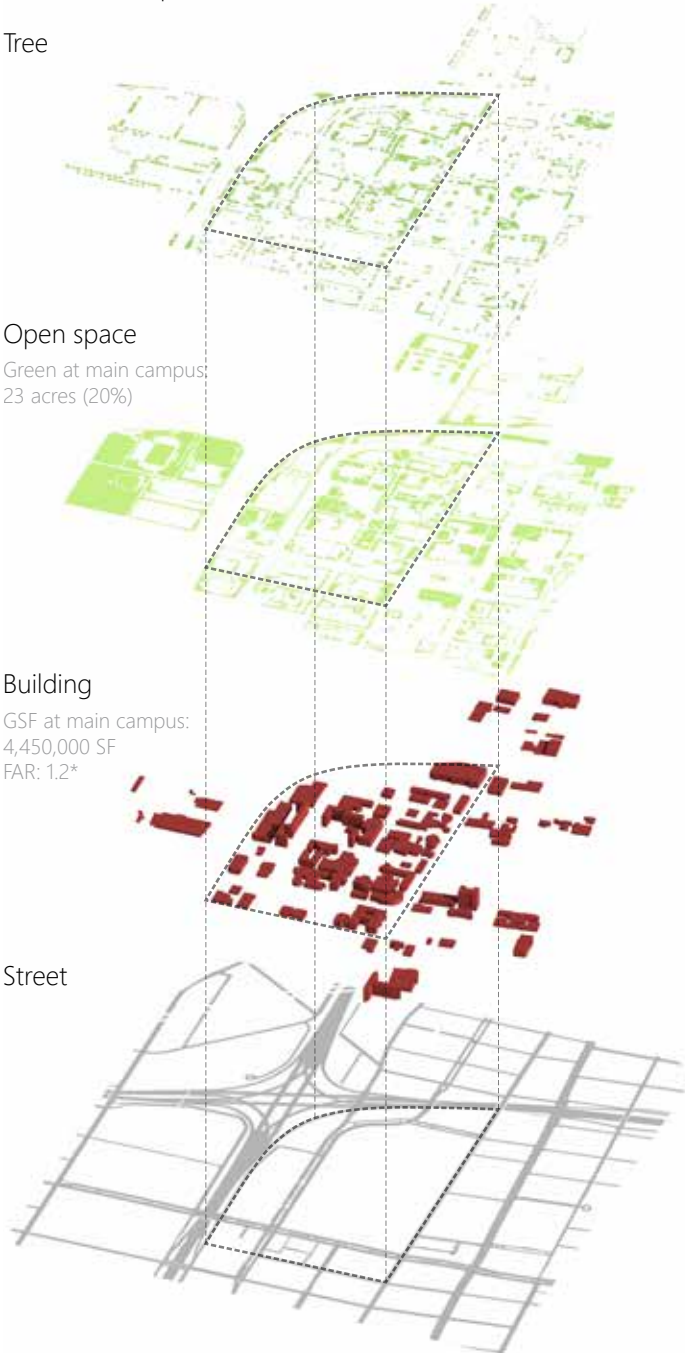 Tree
Open space
Green at main campus:
23 acres (20%)
Building
GSF at main campus:
4,450,000 SF
FAR: 1.2*
Street